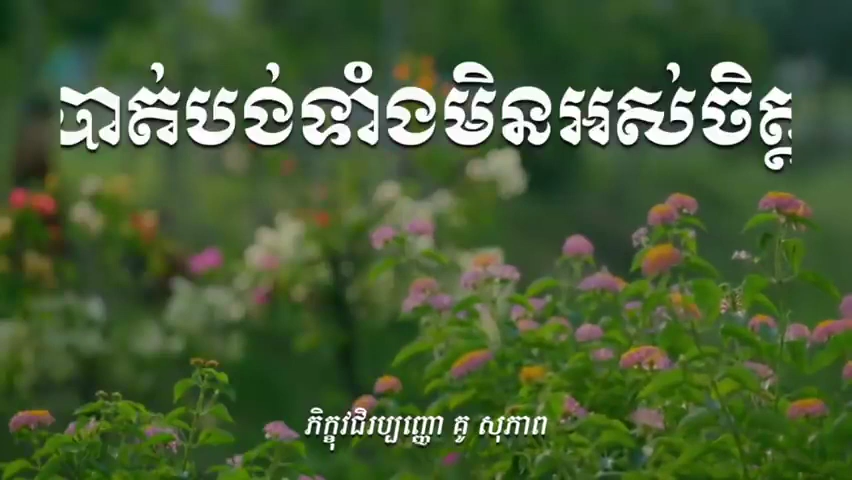 បាត់បង់ទាំងមិនអស់ចិត្ត
ភិក្ខុវជិរប្បញ្ញោ គូ សុភាព